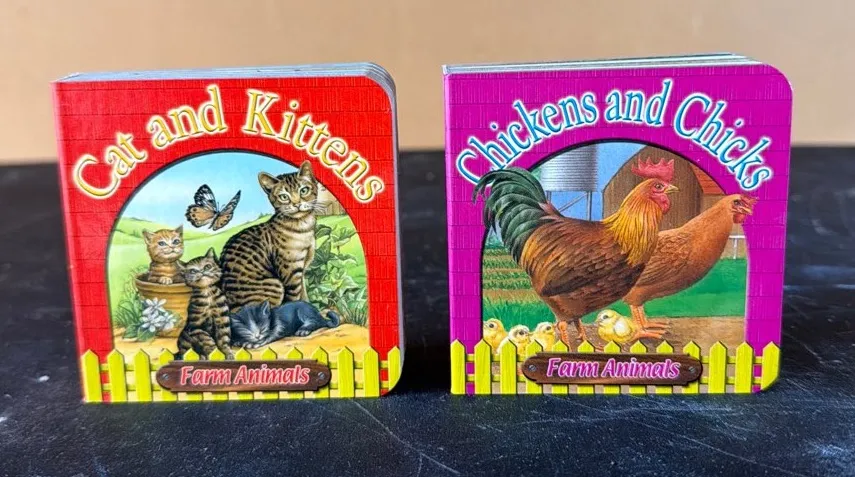 Cat and Kittens
Farm Animals
Chickens and Chicks
Farm Animals